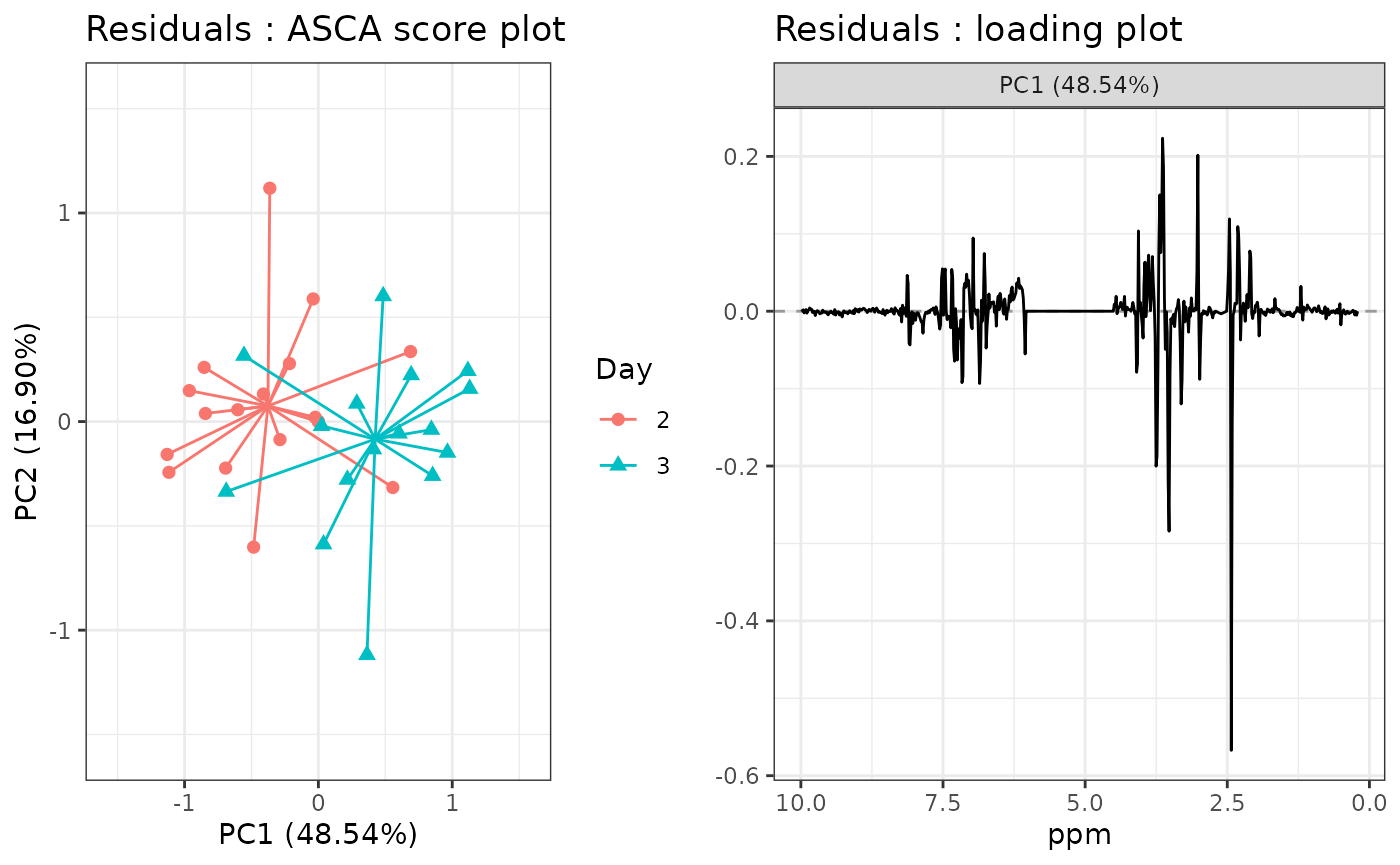 Residuals : ASCA score plot
PC2 (16.90%)
1
0
-1
-1
0
1
PC1 (48.54%)
Day
2
3
Residuals : loading plot
PC1 (48.54%)
0.2
0.0
-0.2
-0.4
-0.6
10.0
7.5
5.0
2.5
0.0
ppm